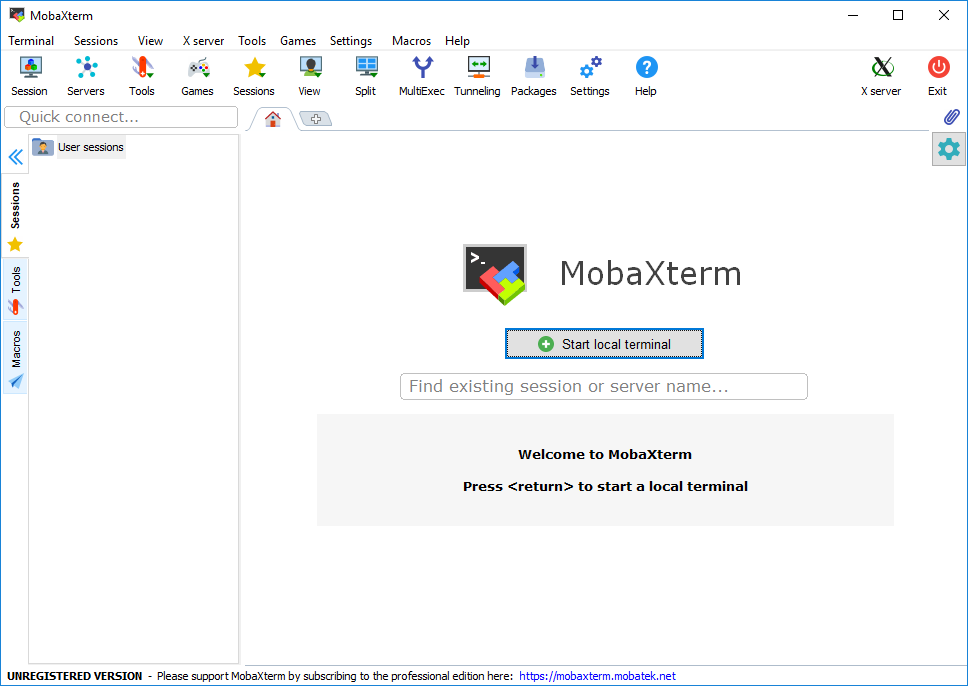 MobaXterm
Terminal Sessions View X server Tools Games Settings Macros Help
Session Servers Tools Games Sessions View Split MultiExec Tunneling Packages Settings Help X server Exit
Quick connect...
User sessions
Sessions
Tools
Macros
>_
MobaXterm
Start local terminal
Find existing session or server name...
Welcome to MobaXterm
Press <return> to start a local terminal
UNREGISTERED VERSION - Please support MobaXterm by subscribing to the professional edition here: https://mobaxterm.mobatek.net